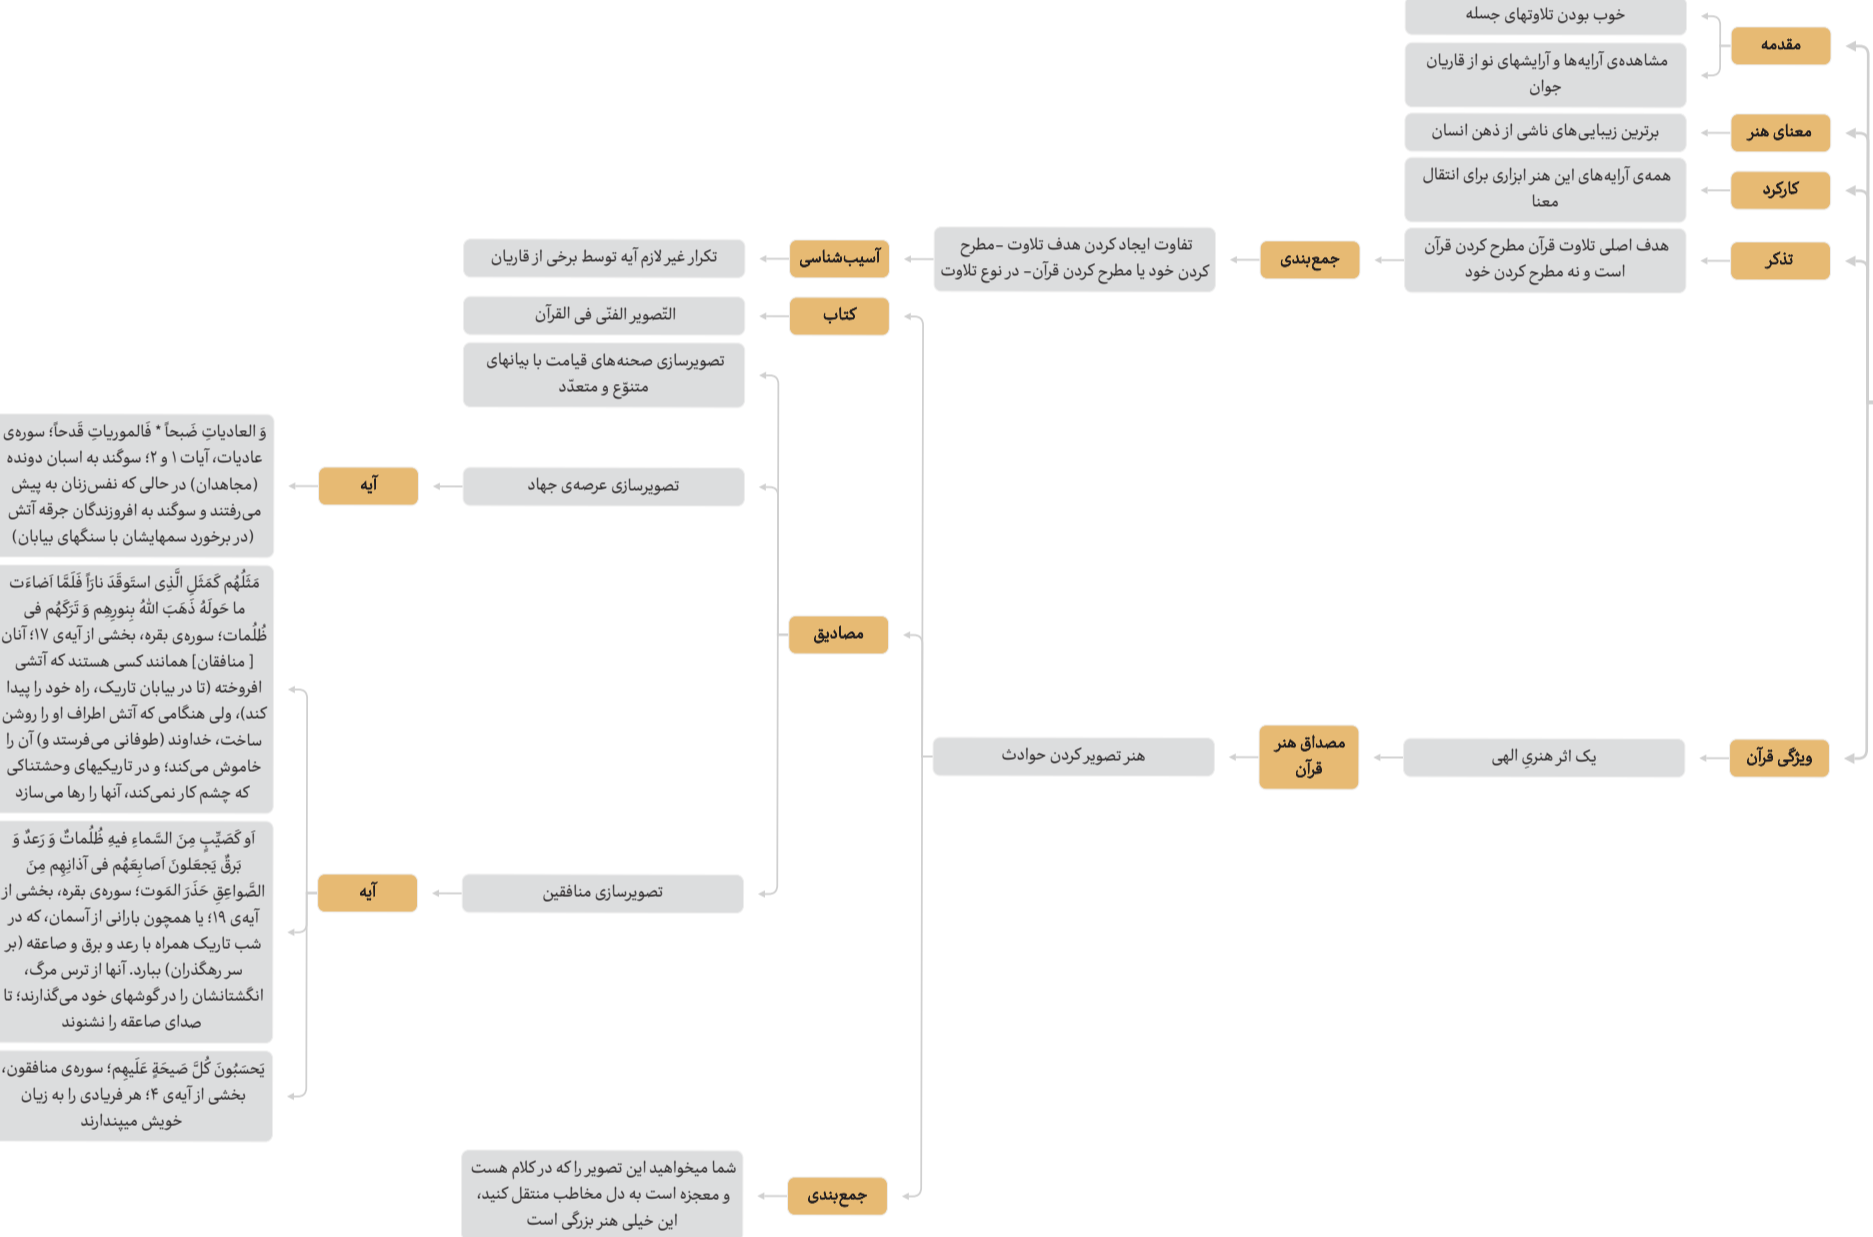 مقدمه
خوب بودن تلاوتهای جسله
مشاهده‌ی آرایه‌ها و آرایشهای نو از قاریان
جوان
معنای هنر
برترین زیبایی‌های ناشی از ذهن انسان
کارکرد
همه‌ی آرایه‌های این هنر ابزاری برای انتقال
معنا
تذکر
هدف اصلی تلاوت قرآن مطرح کردن قرآن
است و نه مطرح کردن خود
جمع‌بندی
تفاوت ایجاد کردن هدف تلاوت -مطرح
کردن خود یا مطرح کردن قرآن- در نوع تلاوت
آسیب‌شناسی
تکرار غیر لازم آیه توسط برخی از قاریان
ویژگی قرآن
یک اثر هنریِ الهی
مصداق هنر
قرآن
هنر تصویر کردن حوادث
کتاب
التّصویر الفنّی فی القرآن
مصادیق
تصویرسازی صحنه‌های قیامت با بیانهای
متنوّع و متعدّد
تصویرسازی عرصه‌ی جهاد
آیه
وَ العادیاتِ ضَبحاً * فَالموریاتِ قَدحاً؛ سوره‌ی
عادیات، آیات ۱ و ۲؛ سوگند به اسبان دونده
(مجاهدان) در حالی که نفس‌زنان به پیش
می‌رفتند و سوگند به افروزندگان جرقه آتش
(در برخورد سمهایشان با سنگهای بیابان)
تصویرسازی منافقین
آیه
مَثَلُهُم کَمَثَلِ الَّذِی استَوقَدَ نارَاً فَلَمَّا اَضاءَت
ما حَولَهُ ذَهَبَ اللهُ بِنورِهِم وَ تَرَکَهُم فی
ظُلُمات؛ سوره‌ی بقره، بخشی از آیه‌ی ۱۷؛ آنان
[ منافقان] همانند کسی هستند که آتشی
افروخته (تا در بیابان تاریک، راه خود را پیدا
کند)، ولی هنگامی که آتش اطراف او را روشن
ساخت، خداوند (طوفانی می‌فرستد و) آن را
خاموش می‌کند؛ و در تاریکیهای وحشتناکی
که چشم کار نمی‌کند، آنها را رها می‌سازد
اَو کَصَیِّبٍ مِنَ السَّماءِ فیهِ ظُلُماتٌ وَ رَعدٌ وَ
بَرقٌ یَجعَلونَ اَصابِعَهُم فی آذانِهِم مِنَ
الصَّواعِقِ حَذَرَ المَوت؛ سوره‌ی بقره، بخشی از
آیه‌ی ۱۹؛ یا همچون بارانی از آسمان، که در
شب تاریک همراه با رعد و برق و صاعقه (بر
سر رهگذران) ببارد. آنها از ترس مرگ،
انگشتانشان را در گوشهای خود می‌گذارند؛ تا
صدای صاعقه را نشنوند
یَحسَبُونَ کُلَّ صَیحَةٍ عَلَیهِم؛ سوره‌ی منافقون،
بخشی از آیه‌ی ۴؛ هر فریادی را به زیان
خویش میپندارند
جمع‌بندی
شما میخواهید این تصویر را که در کلام هست
و معجزه است به دل مخاطب منتقل کنید،
این خیلی هنر بزرگی است